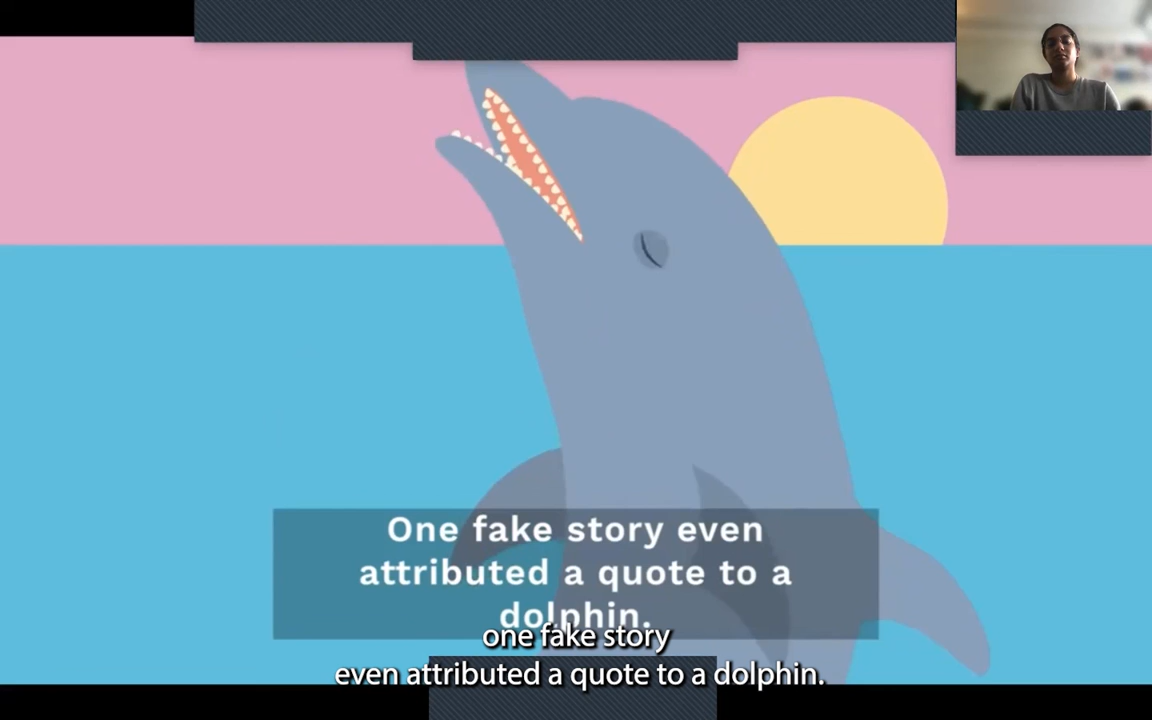 One fake story even
attributed a quote to a
dolphin.
one fake story
even attributed a quote to a dolphin.